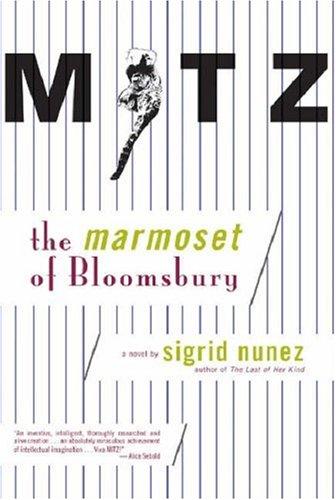 MITZ
the marmoset
of Bloomsbury
a novel by sigrid nunez
author of The Last of Her Kind
"An inventive, intelligent, thoroughly researched and
alive creation . . . an absolutely miraculous achievement
of intellectual imagination . . . Viva MITZ!"
— Alice Sebold